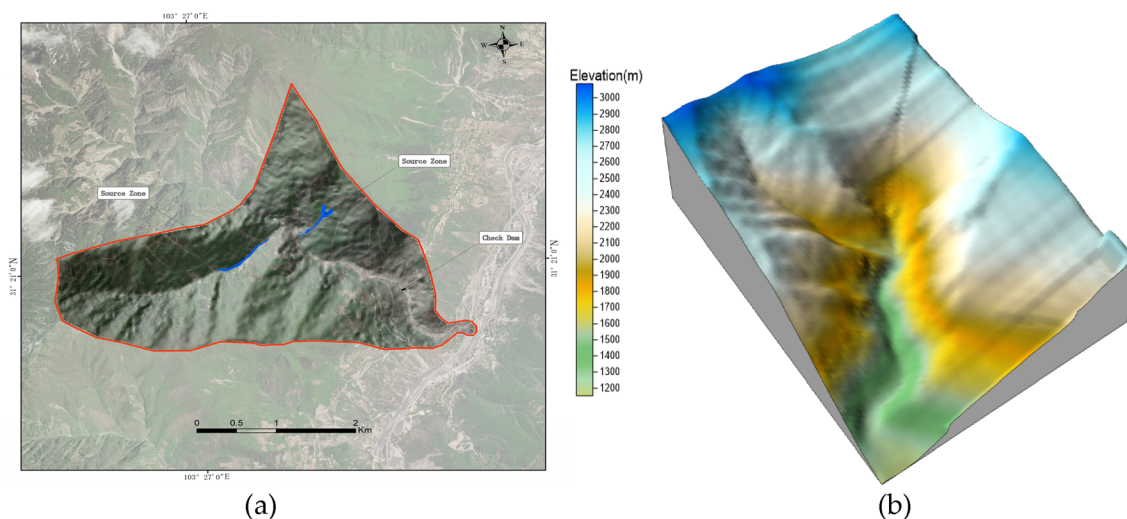 103° 27′0″E
N
W E
S
Source Zone
Source Zone
Check Dam
31° 21′0″N
31° 21′0″N
0 0.5 1 2
Km
103° 27′0″E
(a)
Elevation(m)
3000
2900
2800
2700
2600
2500
2400
2300
2200
2100
2000
1900
1800
1700
1600
1500
1400
1300
1200
(b)